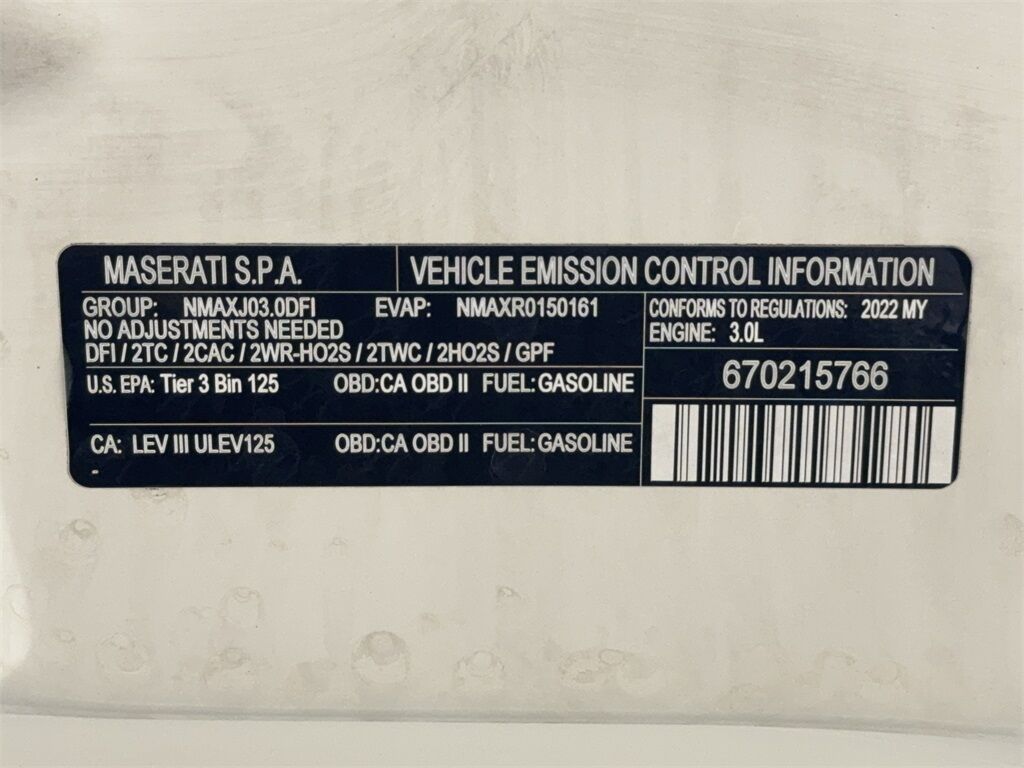 MASERATI S.P.A.
VEHICLE EMISSION CONTROL INFORMATION
GROUP: NMAXJ03.0DFI EVAP: NMAXR0150161
NO ADJUSTMENTS NEEDED
DFI / 2TC / 2CAC / 2WR-HO2S / 2TWC / 2HO2S / GPF
CONFORMS TO REGULATIONS: 2022 MY
ENGINE: 3.0L
U.S. EPA: Tier 3 Bin 125 OBD:CA OBD II FUEL: GASOLINE
670215766
CA: LEV III ULEV125 OBD:CA OBD II FUEL: GASOLINE